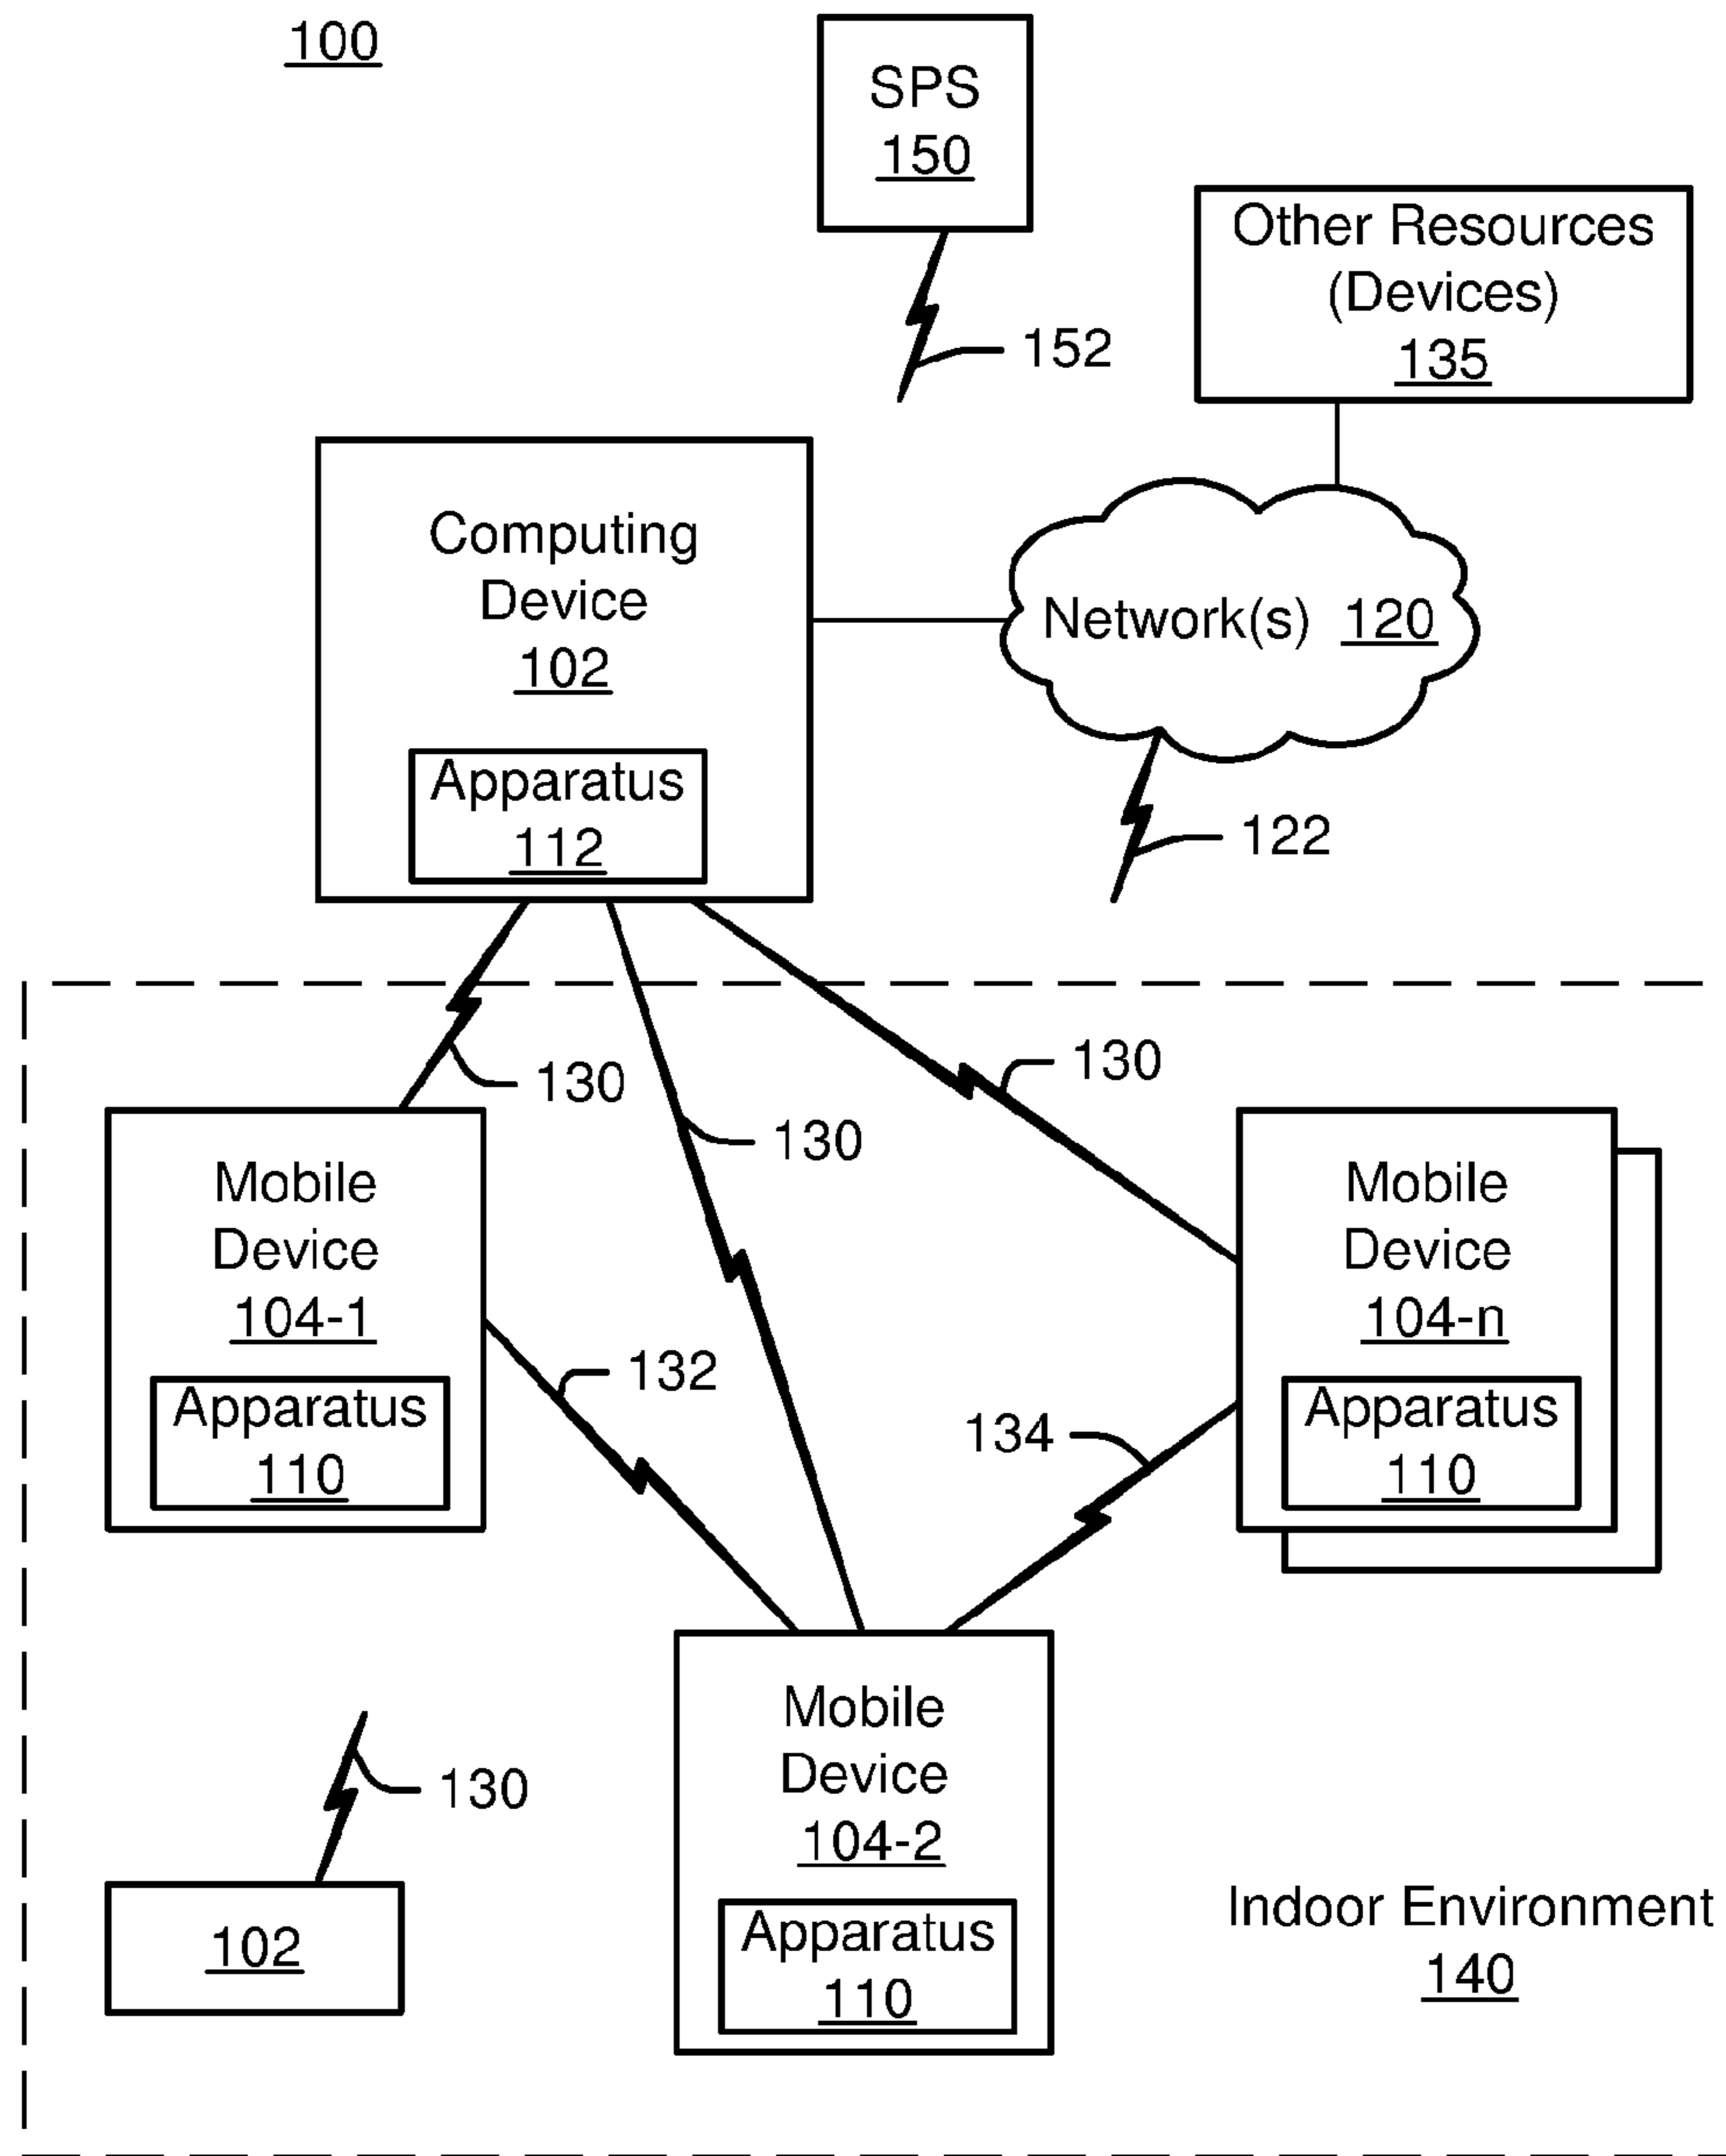 100
SPS
150
Other Resources
(Devices)
135
152
Computing
Device
102
Network(s) 120
Apparatus
112
122
130
130
130
Mobile
Device
104-1
Apparatus
110
Mobile
Device
104-n
Apparatus
110
132
134
Mobile
Device
104-2
Apparatus
110
130
102
Indoor Environment
140